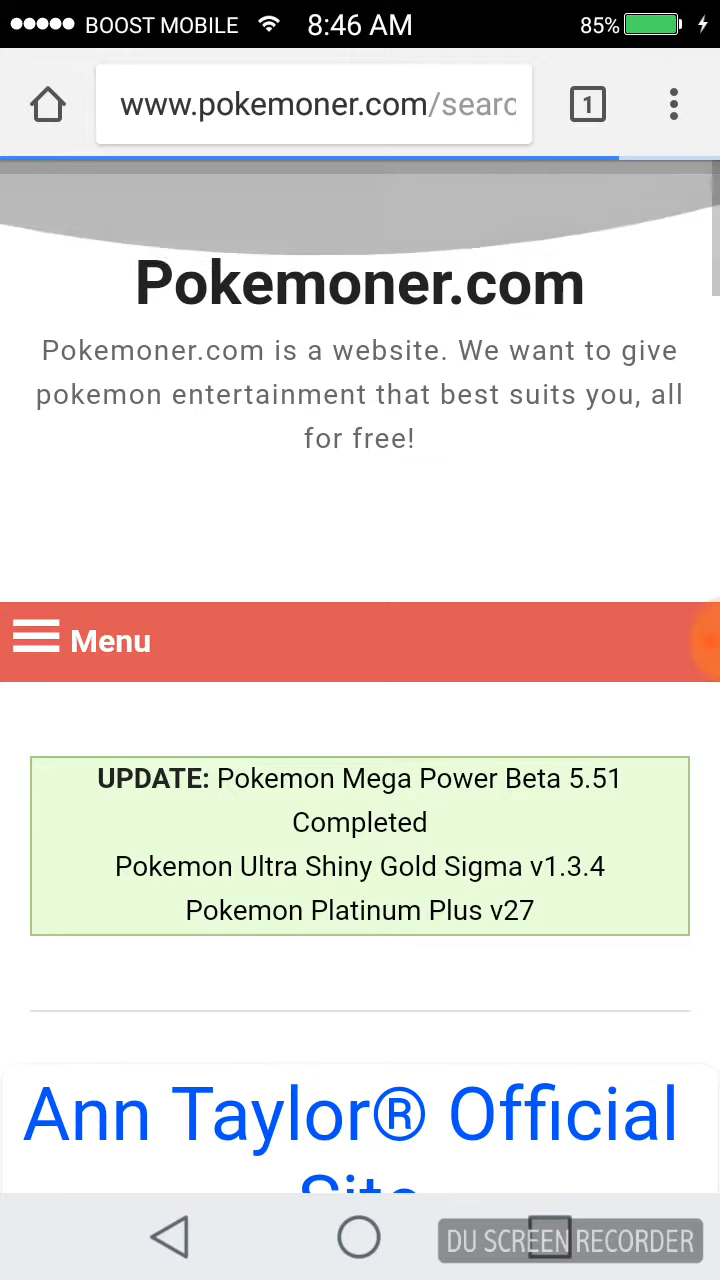 BOOST MOBILE 8:46 AM 85%
www.pokemoner.com/searc
1
Pokemoner.com
Pokemoner.com is a website. We want to give
pokemon entertainment that best suits you, all
for free!
Menu
UPDATE: Pokemon Mega Power Beta 5.51
Completed
Pokemon Ultra Shiny Gold Sigma v1.3.4
Pokemon Platinum Plus v27
Ann Taylor® Official
Site
DU SCREEN RECORDER